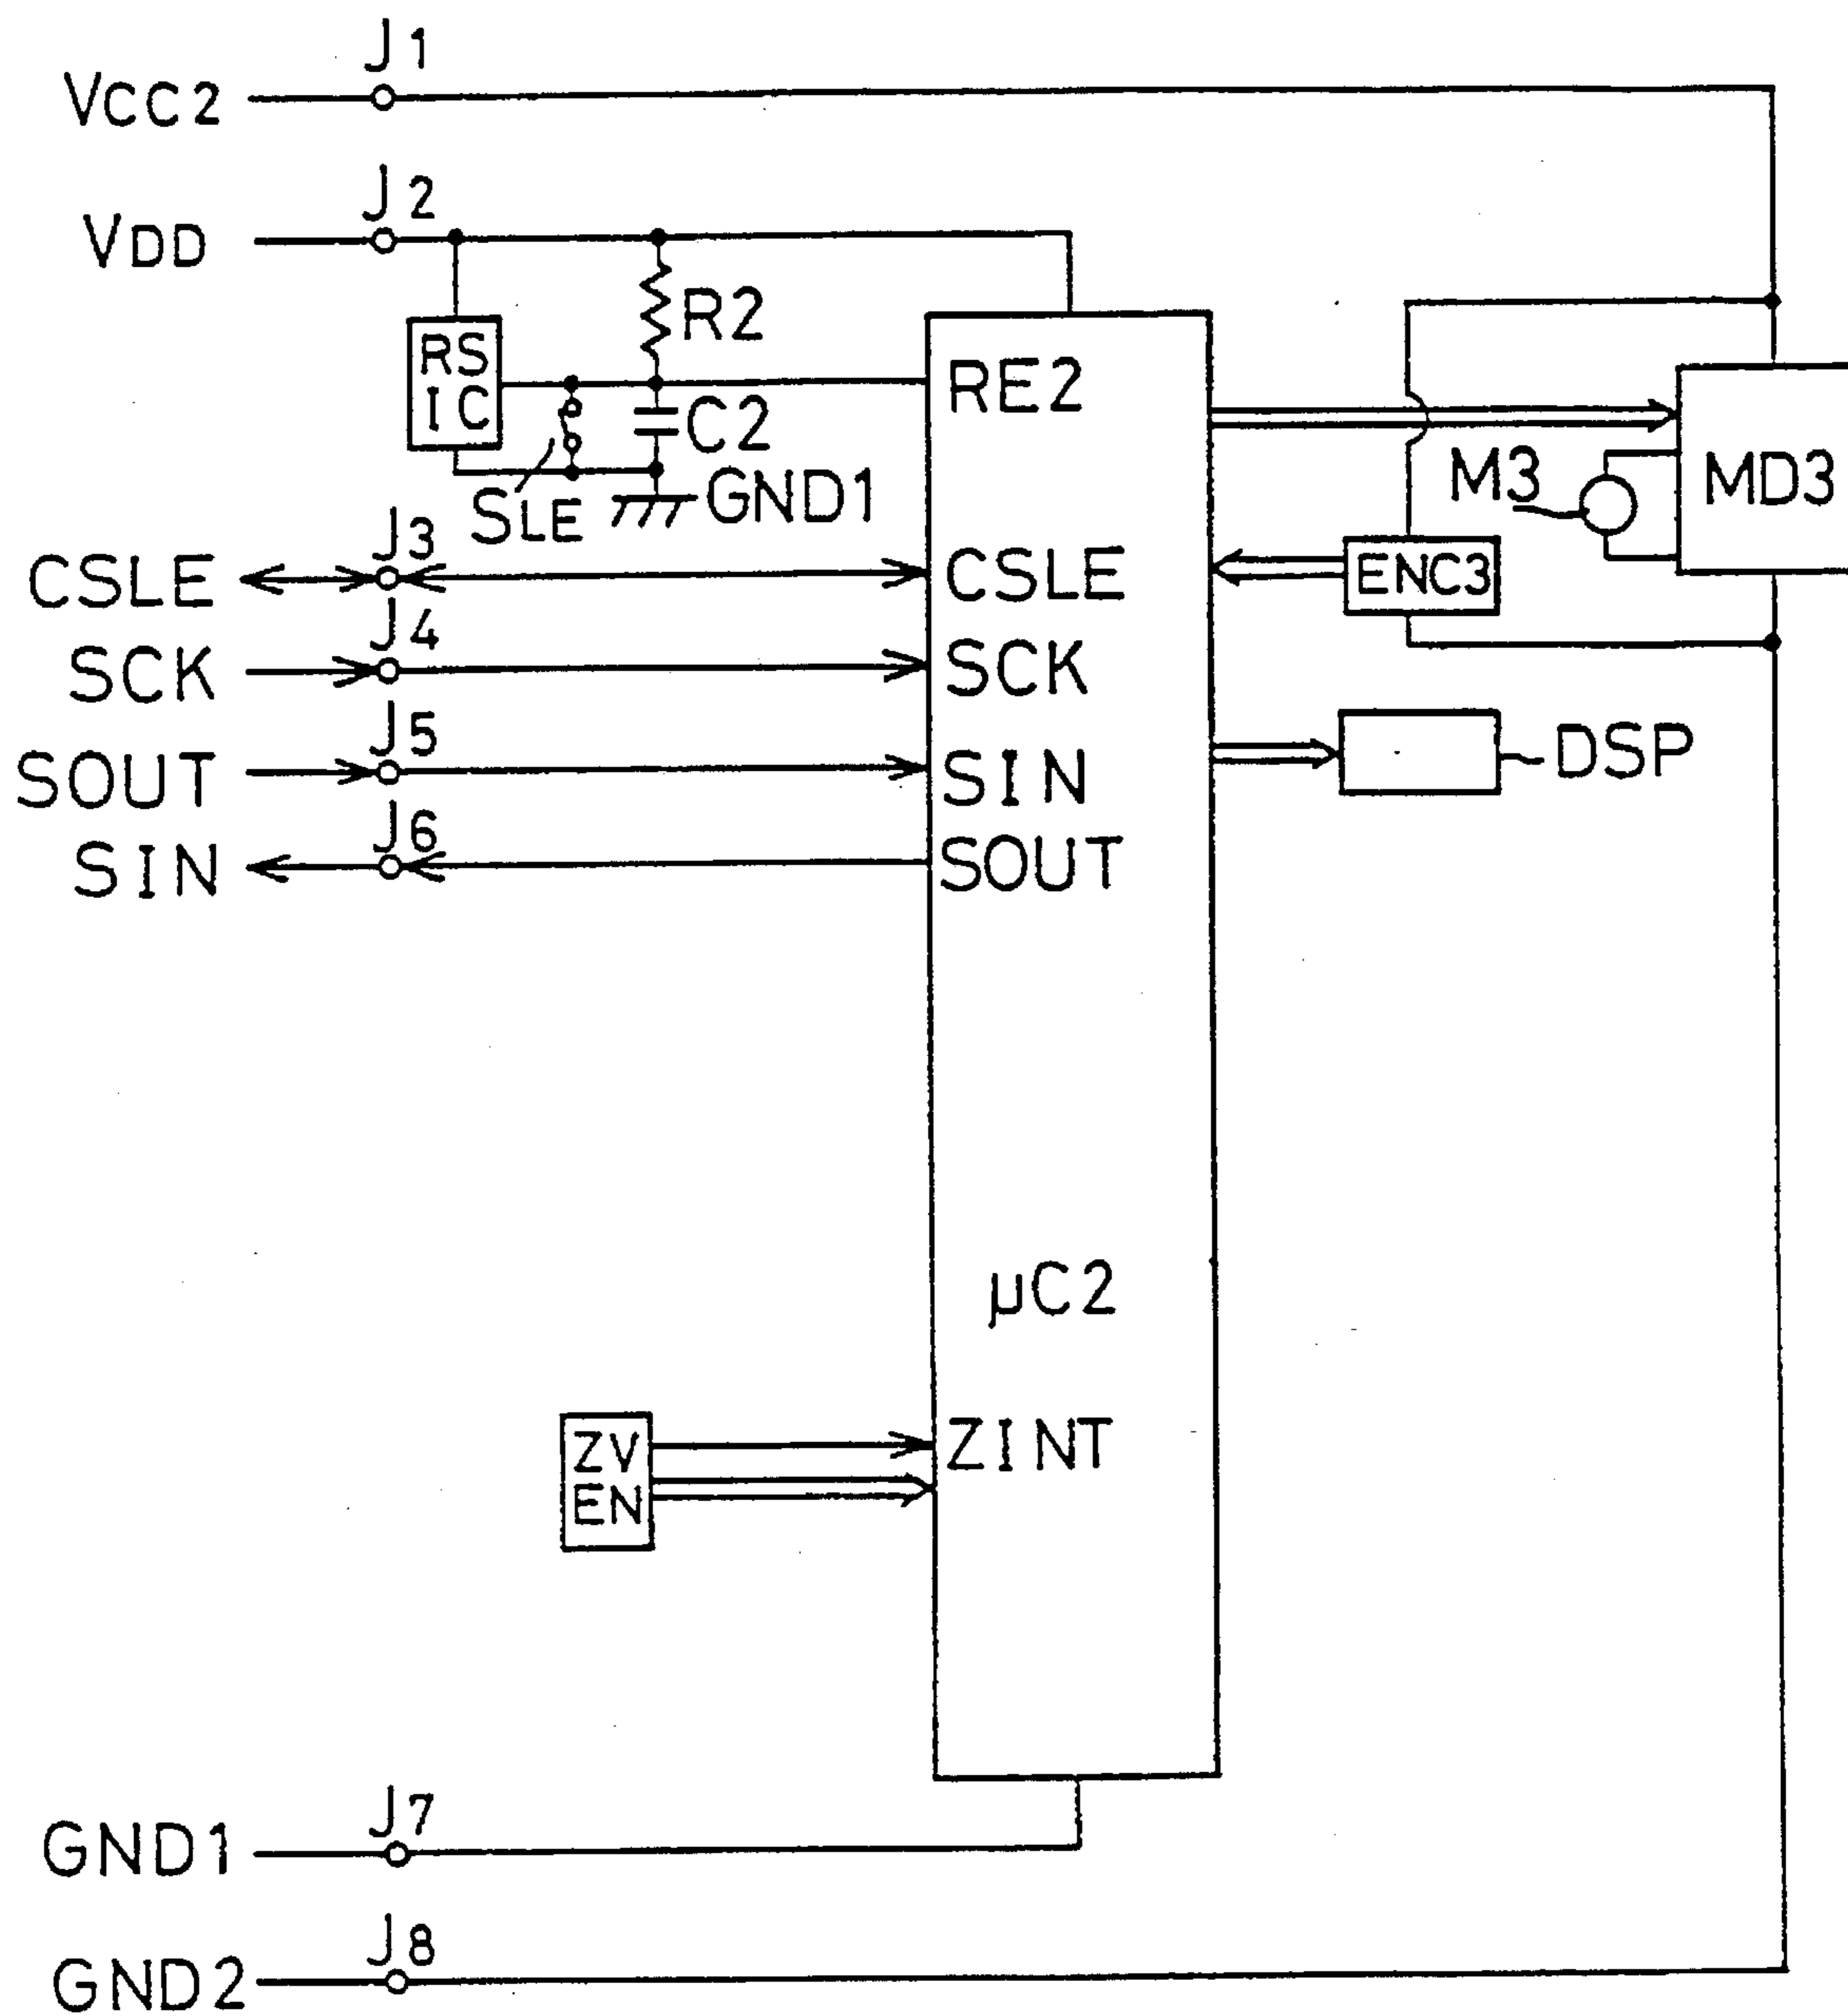 J1
VCC2
J2
VDD
R2
RS
IC
RE2
C2
SLE
GND1
M3
MD3
J3
CSLE
CSLE
ENC3
J4
SCK
SCK
J5
SOUT
SIN
DSP
J6
SIN
SOUT
µC2
ZV
EN
ZINT
J7
GND1
J8
GND2